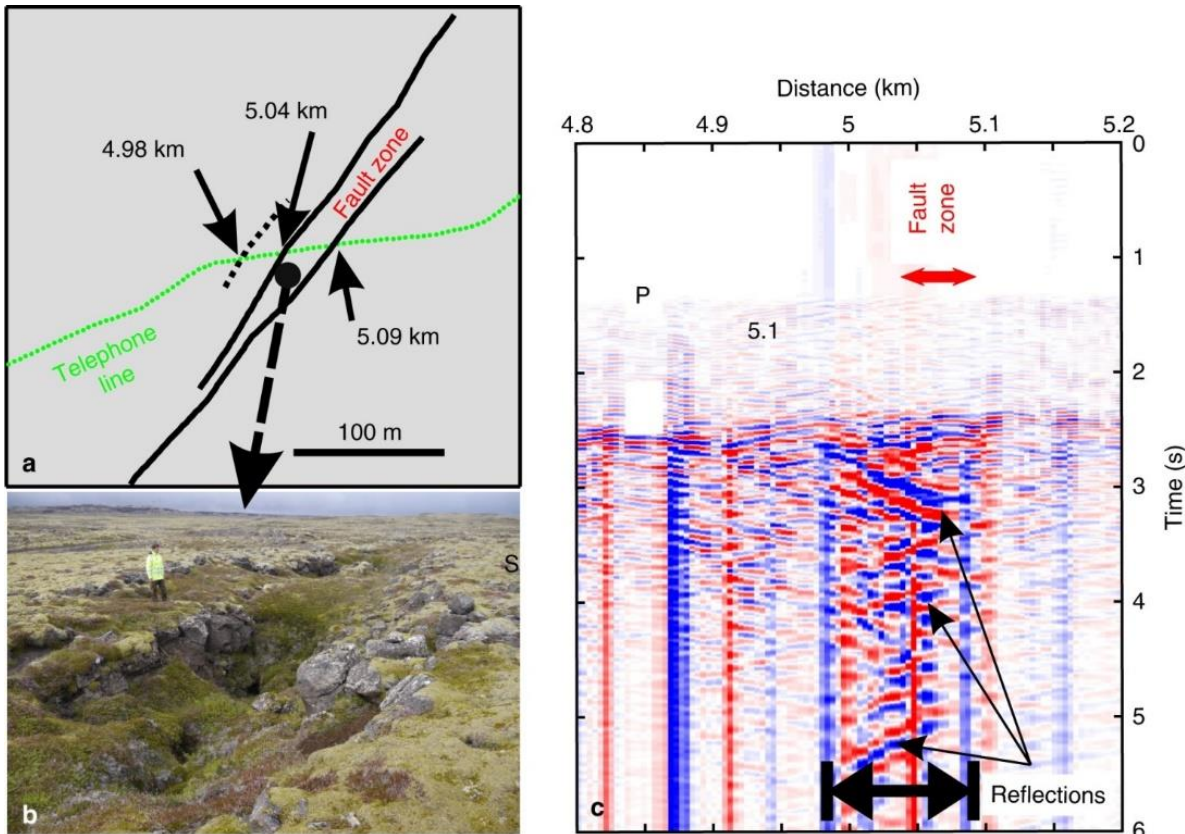 4.98 km
5.04 km
Fault zone
5.09 km
Telephone
line
100 m
a
S
b
Distance (km)
4.8 4.9 5 5.1 5.2
0
Fault
zone
1
P
5.1
2
3
Time (s)
4
5
Reflections
c
6